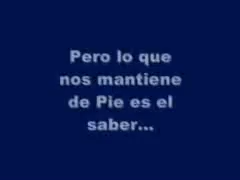 Pero lo que
nos mantiene
de Pie es el
saber...